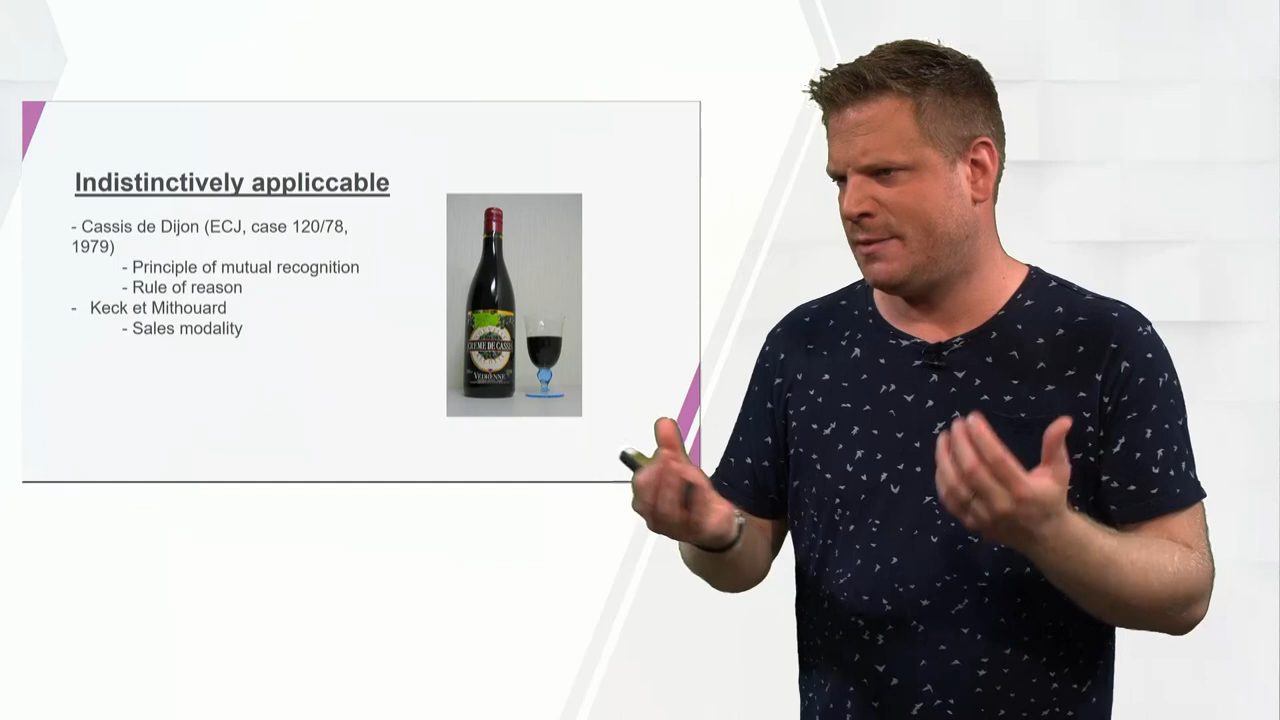 Indistinctively appliccable
- Cassis de Dijon (ECJ, case 120/78,
1979)
- Principle of mutual recognition
- Rule of reason
- Keck et Mithouard
- Sales modality
CREME DE CASSIS
VEDRENNE